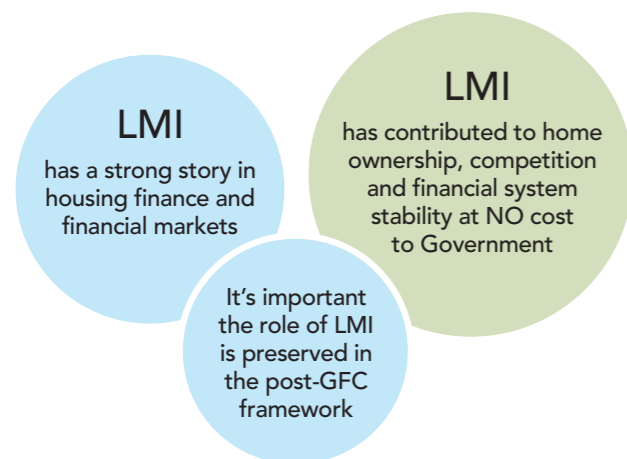 LMI
has a strong story in
housing finance and
financial markets
LMI
has contributed to home
ownership, competition
and financial system
stability at NO cost
to Government
It’s important
the role of LMI
is preserved in
the post-GFC
framework